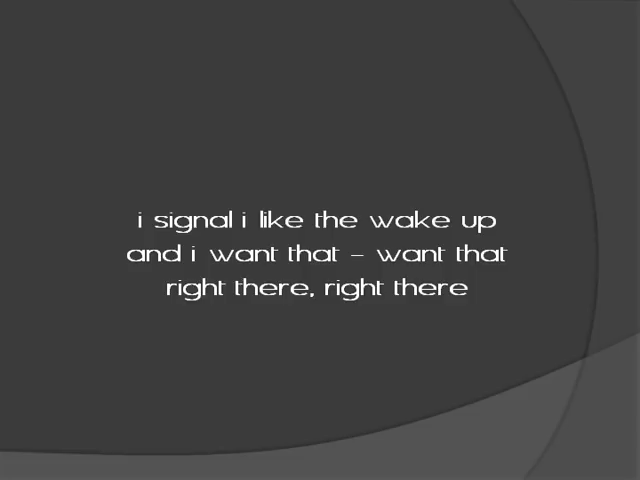 i signal i like the wake up
and i want that - want that
right there, right there